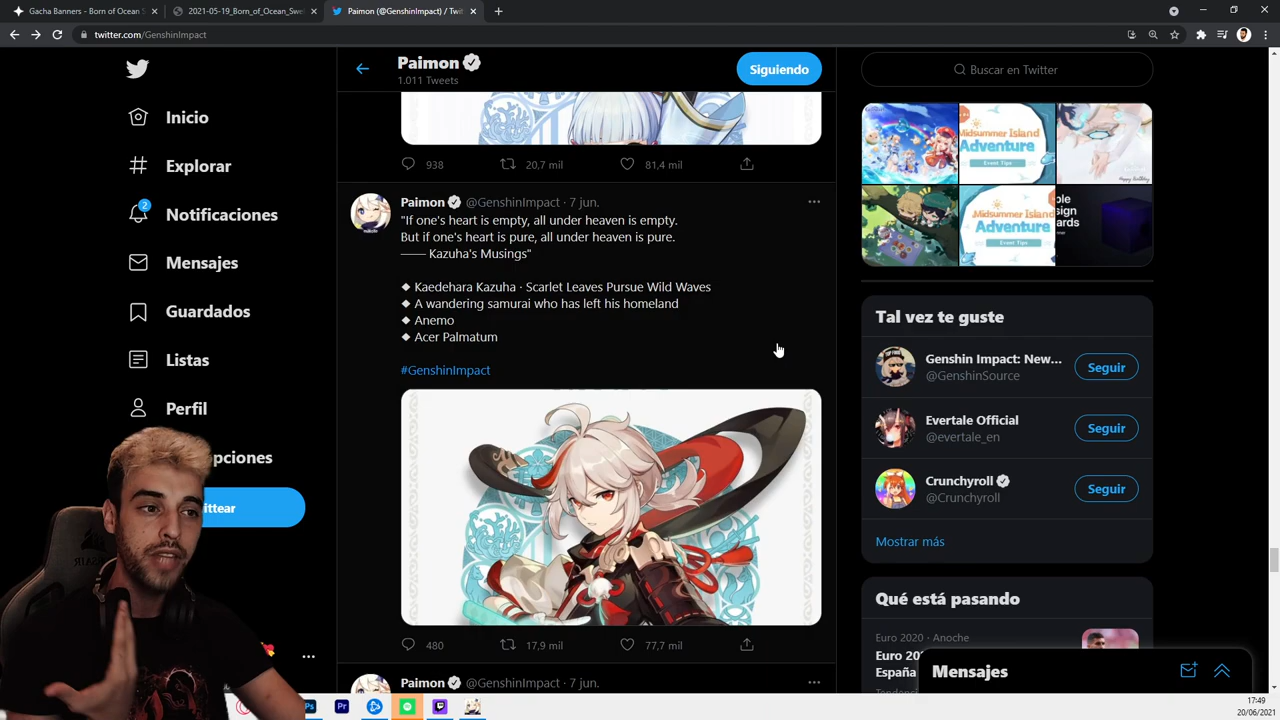 Gacha Banners - Born of Ocean S
2021-05-19_Born_of_Ocean_Swe
Paimon (@GenshinImpact) / Twit
twitter.com/GenshinImpact
Inicio
Explorar
2
Notificaciones
Mensajes
Guardados
Listas
Perfil
pciones
ittear
Paimon
1.011 Tweets
Siguiendo
938
20,7 mil
81,4 mil
Paimon @GenshinImpact · 7 jun.
"If one's heart is empty, all under heaven is empty.
But if one's heart is pure, all under heaven is pure.
—— Kazuha's Musings"
◆ Kaedehara Kazuha · Scarlet Leaves Pursue Wild Waves
◆ A wandering samurai who has left his homeland
◆ Anemo
◆ Acer Palmatum
#GenshinImpact
480
17,9 mil
77,7 mil
Paimon @GenshinImpact · 7 jun.
Buscar en Twitter
Midsummer Island
Adventure
Event Tips
Happy Birthday
Midsummer Island
Adventure
Event Tips
Tal vez te guste
Genshin Impact: New...
@GenshinSource
Seguir
Evertale Official
@evertale_en
Seguir
Crunchyroll
@Crunchyroll
Seguir
Mostrar más
Qué está pasando
Euro 2020 · Anoche
Euro 20
España
Mensajes
Ps
Pr
17:49
20/06/2021